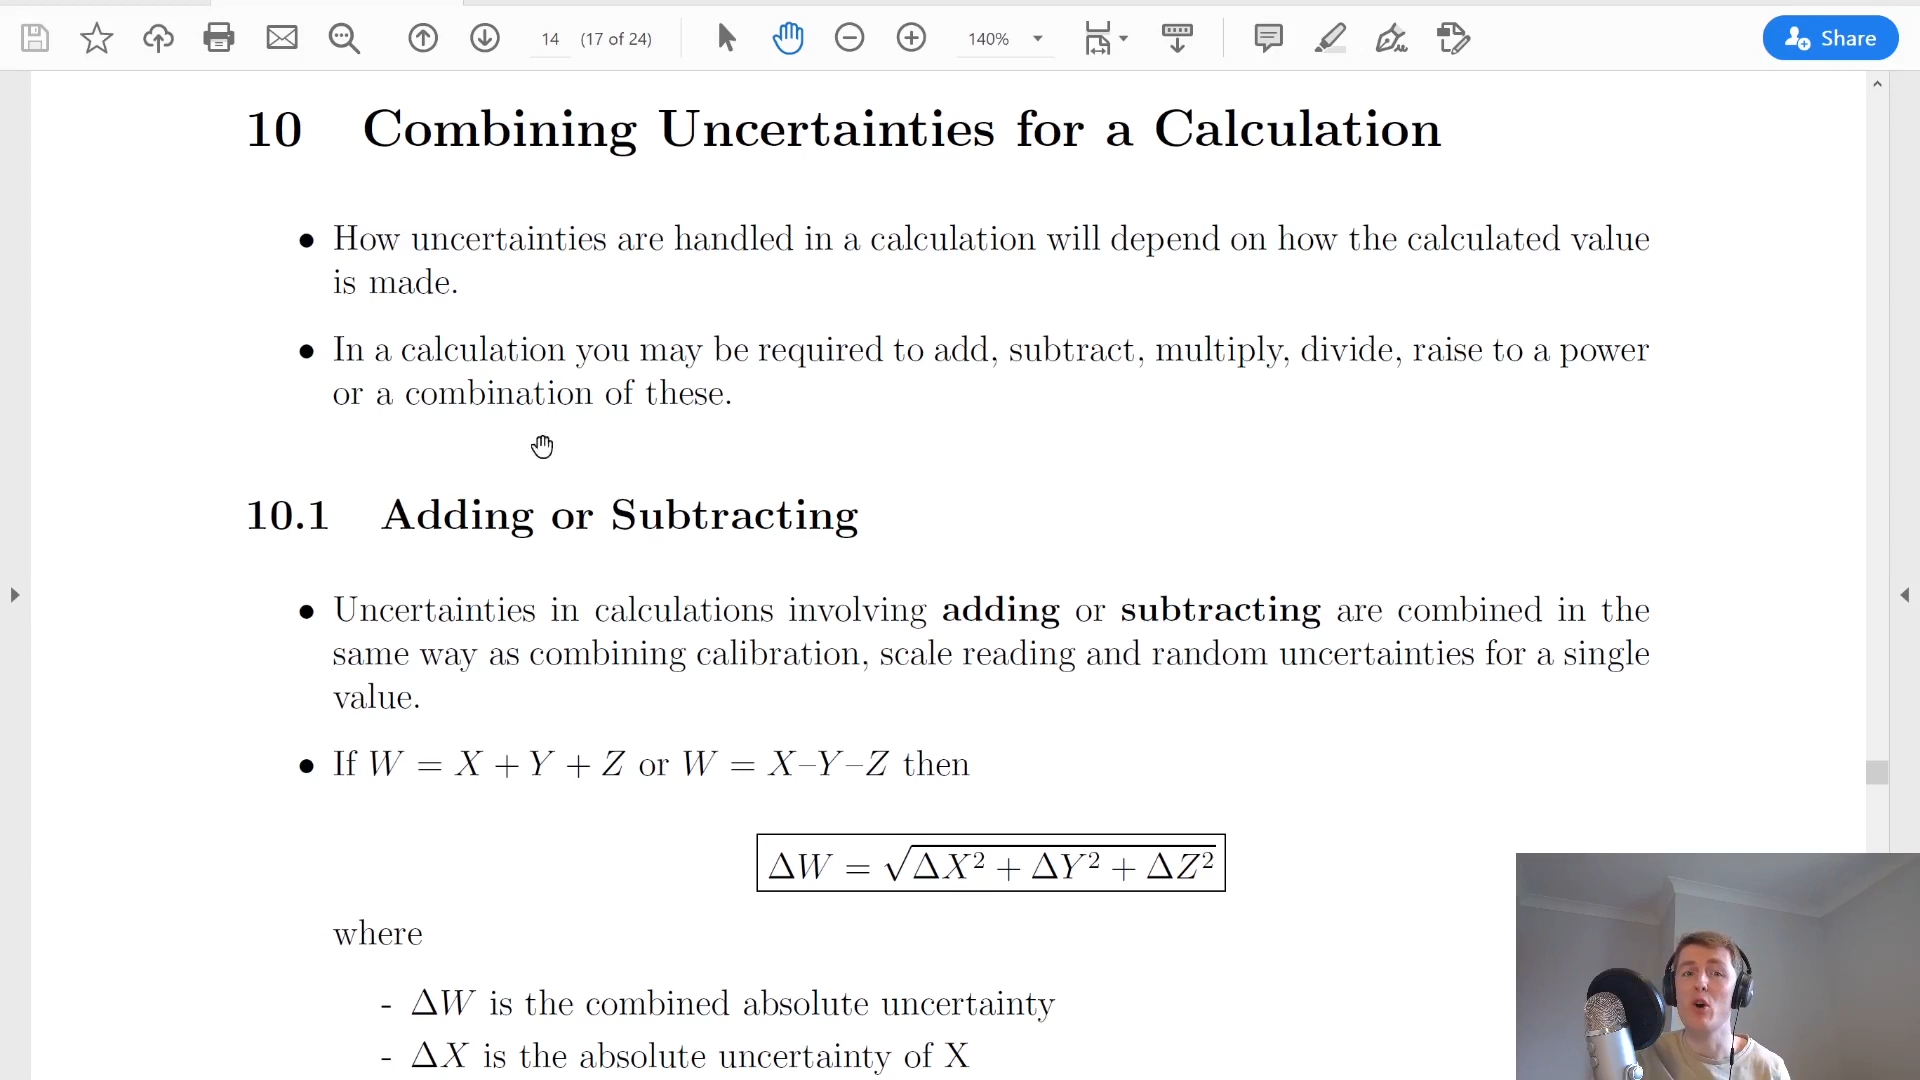 14 (17 of 24) 140% Share
10 Combining Uncertainties for a Calculation
• How uncertainties are handled in a calculation will depend on how the calculated value
is made.
• In a calculation you may be required to add, subtract, multiply, divide, raise to a power
or a combination of these.
10.1 Adding or Subtracting
• Uncertainties in calculations involving adding or subtracting are combined in the
same way as combining calibration, scale reading and random uncertainties for a single
value.
• If W = X + Y + Z or W = X–Y–Z then
ΔW = √ΔX² + ΔY² + ΔZ²
where
- ΔW is the combined absolute uncertainty
- ΔX is the absolute uncertainty of X